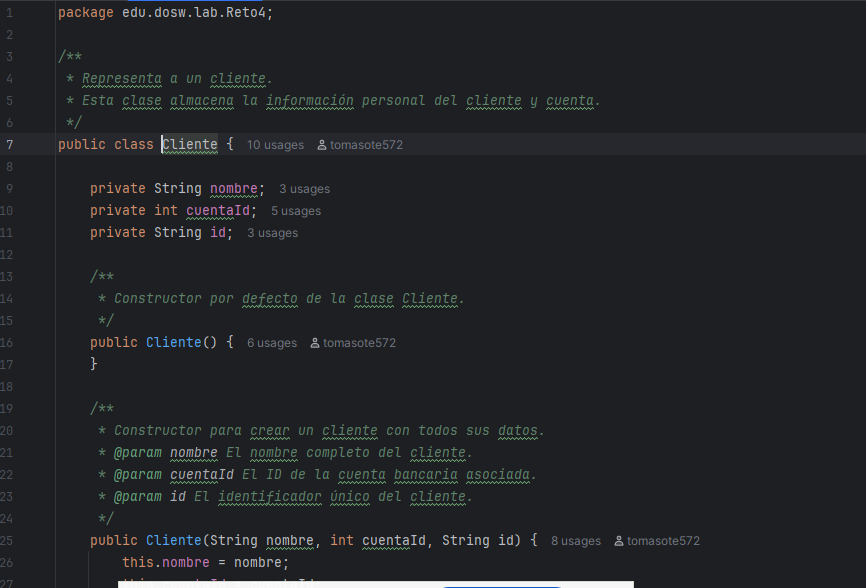 1 package edu.dosw.lab.Reto4;
2
3 /**
4 * Representa a un cliente.
5 * Esta clase almacena la información personal del cliente y cuenta.
6 */
7 public class Cliente { 10 usages tomasote572
8
9 private String nombre; 3 usages
10 private int cuentaId; 5 usages
11 private String id; 3 usages
12
13 /**
14 * Constructor por defecto de la clase Cliente.
15 */
16 public Cliente() { 6 usages tomasote572
17 }
18
19 /**
20 * Constructor para crear un cliente con todos sus datos.
21 * @param nombre El nombre completo del cliente.
22 * @param cuentaId El ID de la cuenta bancaria asociada.
23 * @param id El identificador único del cliente.
24 */
25 public Cliente(String nombre, int cuentaId, String id) { 8 usages tomasote572
26 this.nombre = nombre;
27